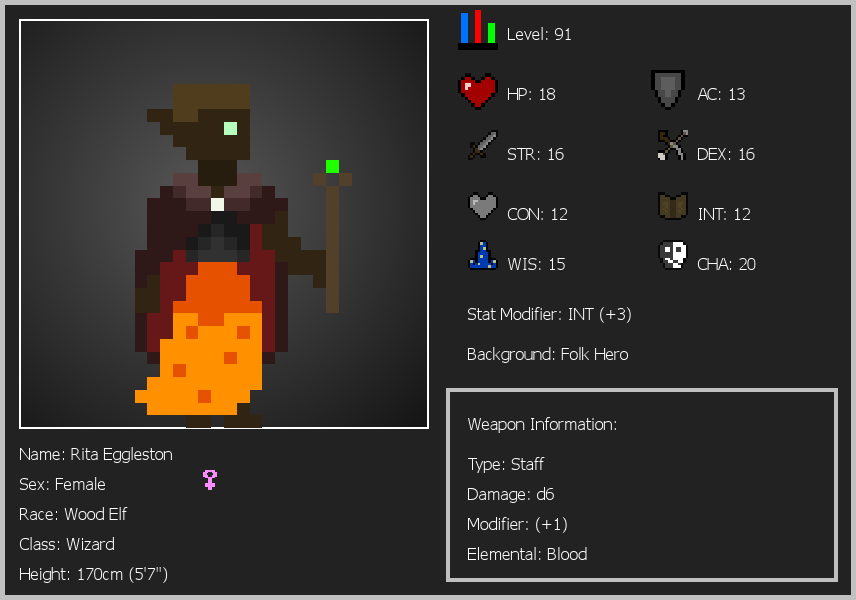 Level: 91
HP: 18
AC: 13
STR: 16
DEX: 16
CON: 12
INT: 12
WIS: 15
CHA: 20
Stat Modifier: INT (+3)
Background: Folk Hero
Weapon Information:
Type: Staff
Damage: d6
Modifier: (+1)
Elemental: Blood
Name: Rita Eggleston
Sex: Female
Race: Wood Elf
Class: Wizard
Height: 170cm (5'7")